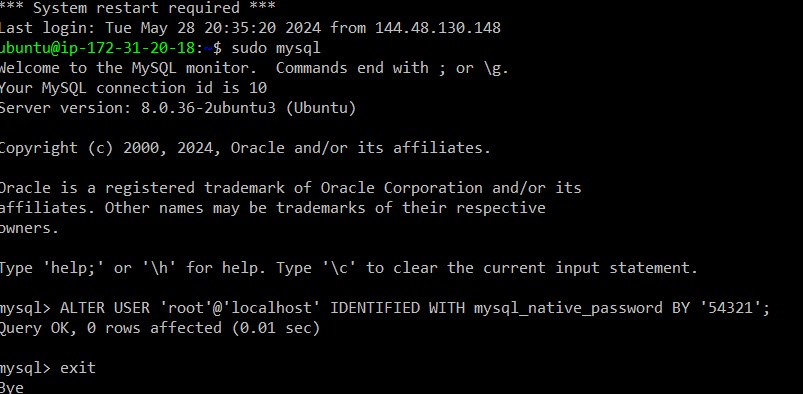 *** System restart required ***
Last login: Tue May 28 20:35:20 2024 from 144.48.130.148
ubuntu@ip-172-31-20-18:~$ sudo mysql
Welcome to the MySQL monitor.  Commands end with ; or \g.
Your MySQL connection id is 10
Server version: 8.0.36-2ubuntu3 (Ubuntu)
Copyright (c) 2000, 2024, Oracle and/or its affiliates.
Oracle is a registered trademark of Oracle Corporation and/or its
affiliates. Other names may be trademarks of their respective
owners.
Type 'help;' or '\h' for help. Type '\c' to clear the current input statement.
mysql> ALTER USER 'root'@'localhost' IDENTIFIED WITH mysql_native_password BY '54321';
Query OK, 0 rows affected (0.01 sec)
mysql> exit
Bye